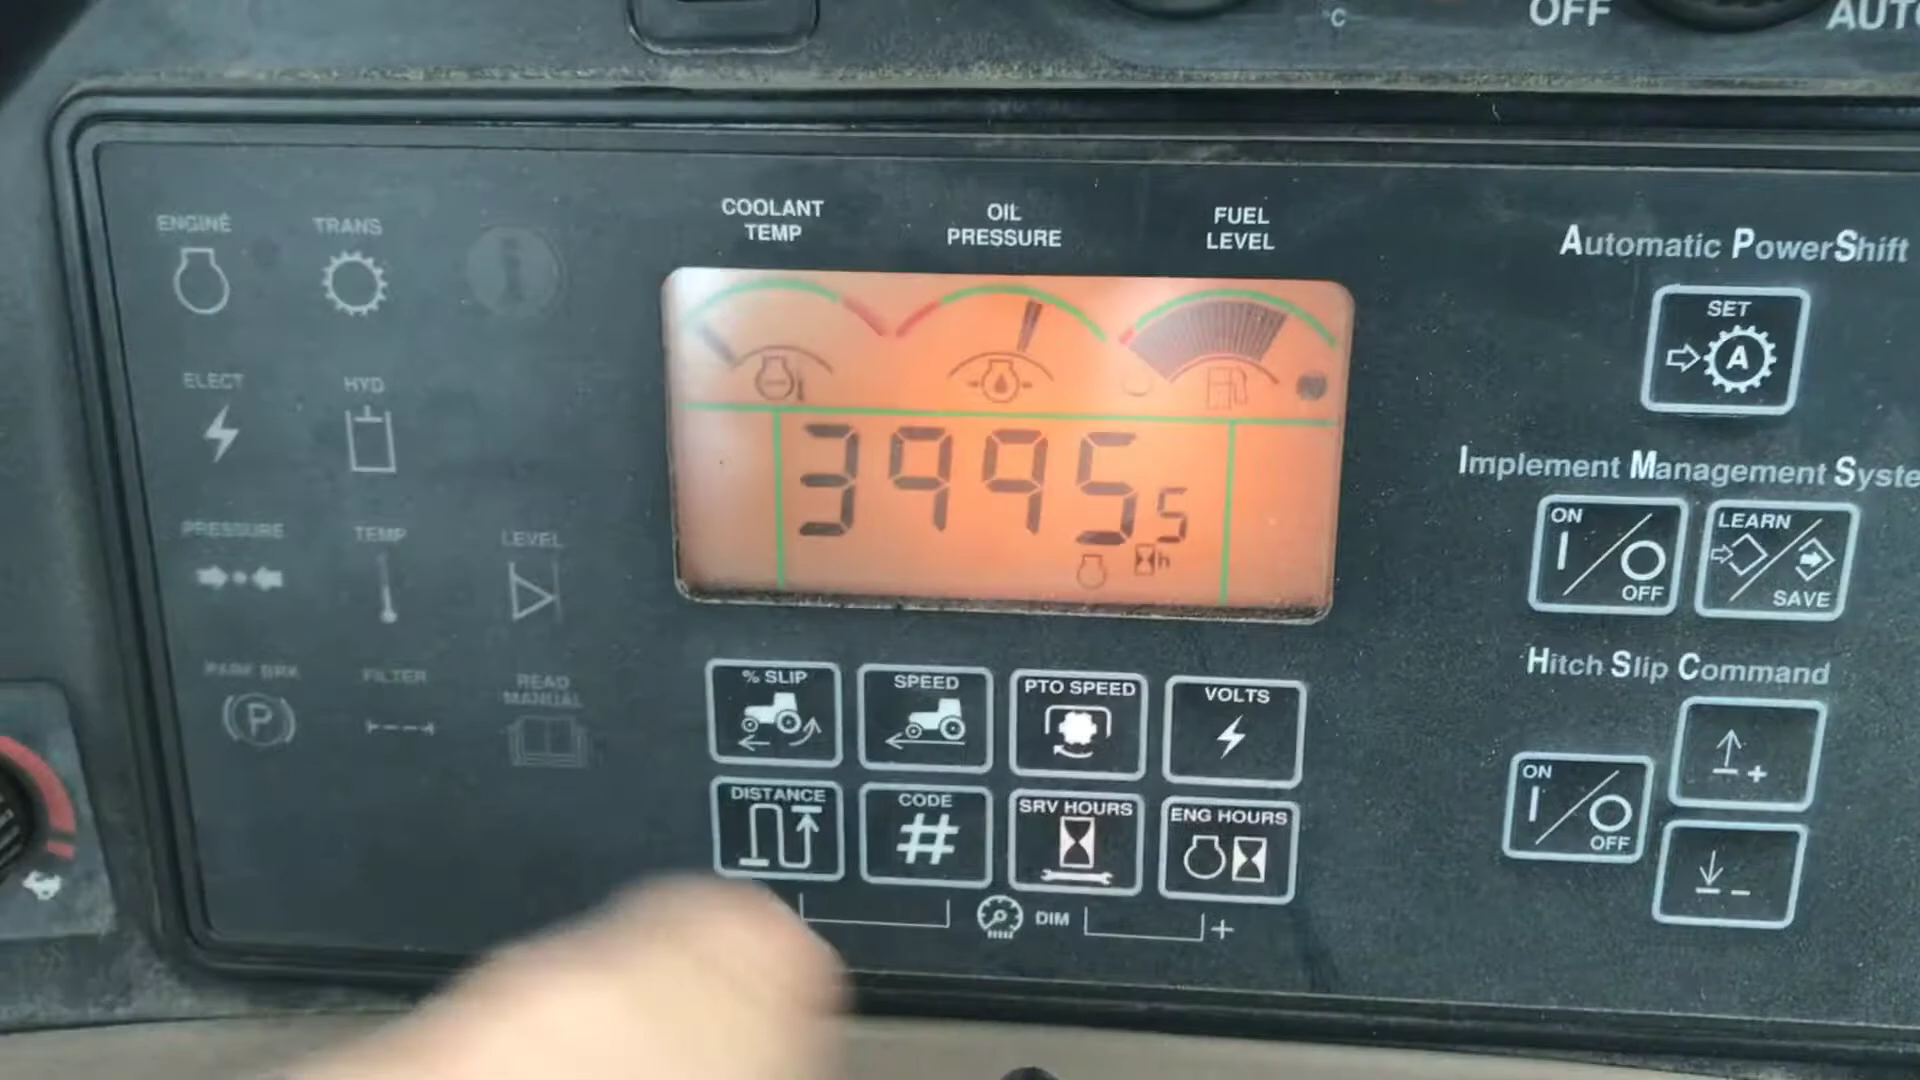 °C
OFF
AUTO
ENGINE
TRANS
COOLANT
TEMP
OIL
PRESSURE
FUEL
LEVEL
Automatic PowerShift
SET
A
ELECT
HYD
39955
h
Implement Management Syste
ON
OFF
LEARN
SAVE
PRESSURE
TEMP
LEVEL
PARK BRK
P
FILTER
READ
MANUAL
Hitch Slip Command
% SLIP
SPEED
PTO SPEED
VOLTS
+
ON
OFF
DISTANCE
CODE
#
SRV HOURS
ENG HOURS
−
DIM
+